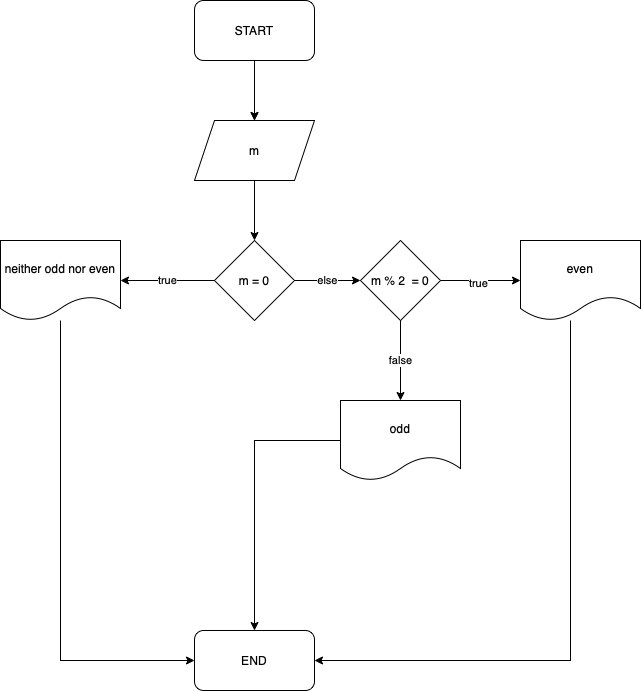 START
m
neither odd nor even
true
m = 0
else
m % 2 = 0
true
even
false
odd
END